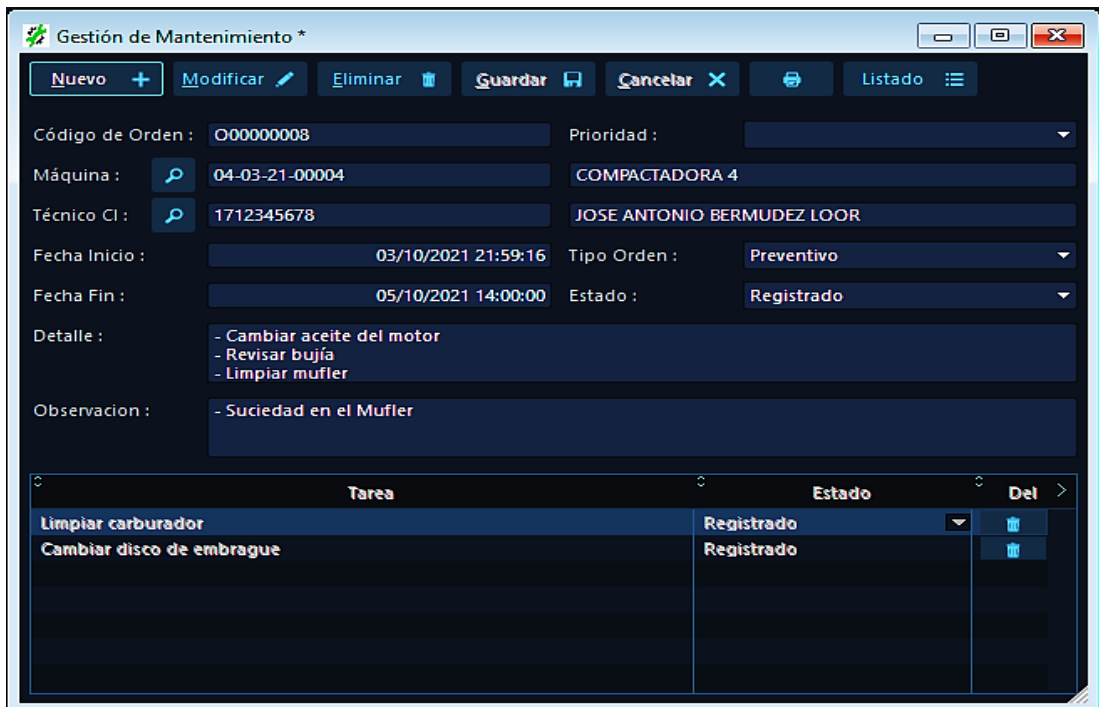 Gestión de Mantenimiento *
Nuevo Modificar Eliminar Guardar Cancelar Listado
Código de Orden : O00000008 Prioridad :
Máquina : 04-03-21-00004 COMPACTADORA 4
Técnico CI : 1712345678 JOSE ANTONIO BERMUDEZ LOOR
Fecha Inicio : 03/10/2021 21:59:16 Tipo Orden : Preventivo
Fecha Fin : 05/10/2021 14:00:00 Estado : Registrado
Detalle : - Cambiar aceite del motor
- Revisar bujía
- Limpiar mufler
Observacion : - Suciedad en el Mufler
Tarea Estado Del
Limpiar carburador Registrado
Cambiar disco de embrague Registrado